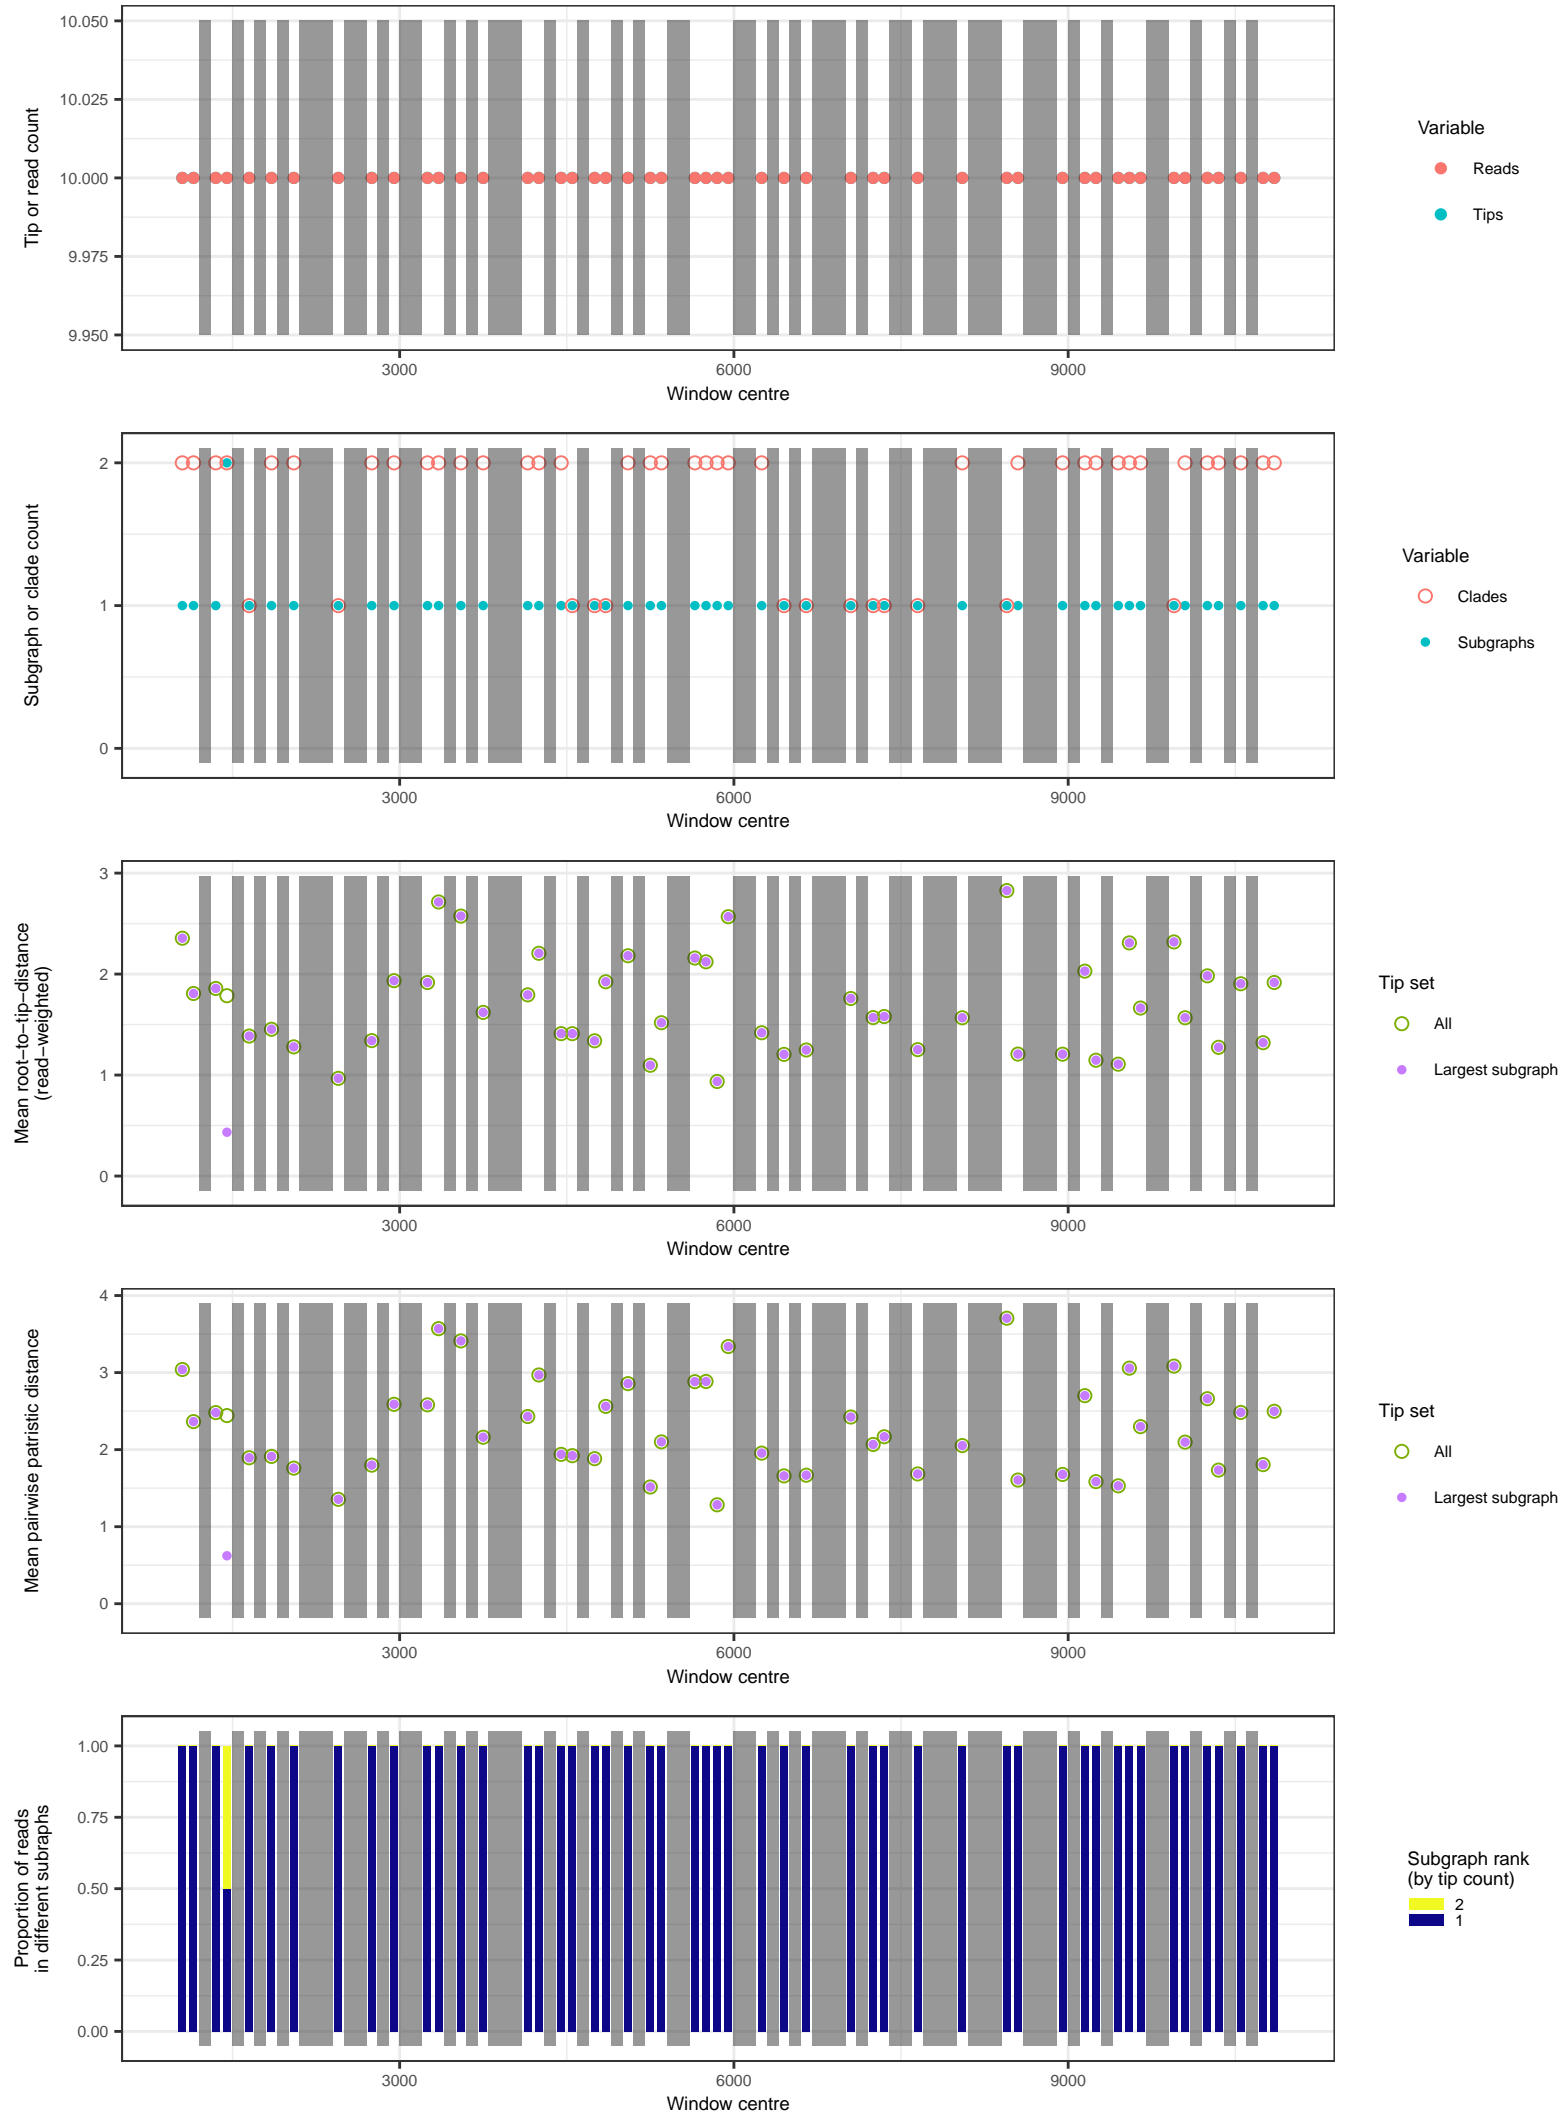 10.050
10.025
10.000
9.975
9.950
Tip or read count
3000
6000
9000
Window centre
Variable
Reads
Tips
2
1
0
Subgraph or clade count
3000
6000
9000
Window centre
Variable
Clades
Subgraphs
3
2
1
0
Mean root−to−tip−distance
(read−weighted)
3000
6000
9000
Window centre
Tip set
All
Largest subgraph
4
3
2
1
0
Mean pairwise patristic distance
3000
6000
9000
Window centre
Tip set
All
Largest subgraph
1.00
0.75
0.50
0.25
0.00
Proportion of reads
in different subraphs
3000
6000
9000
Window centre
Subgraph rank
(by tip count)
2
1